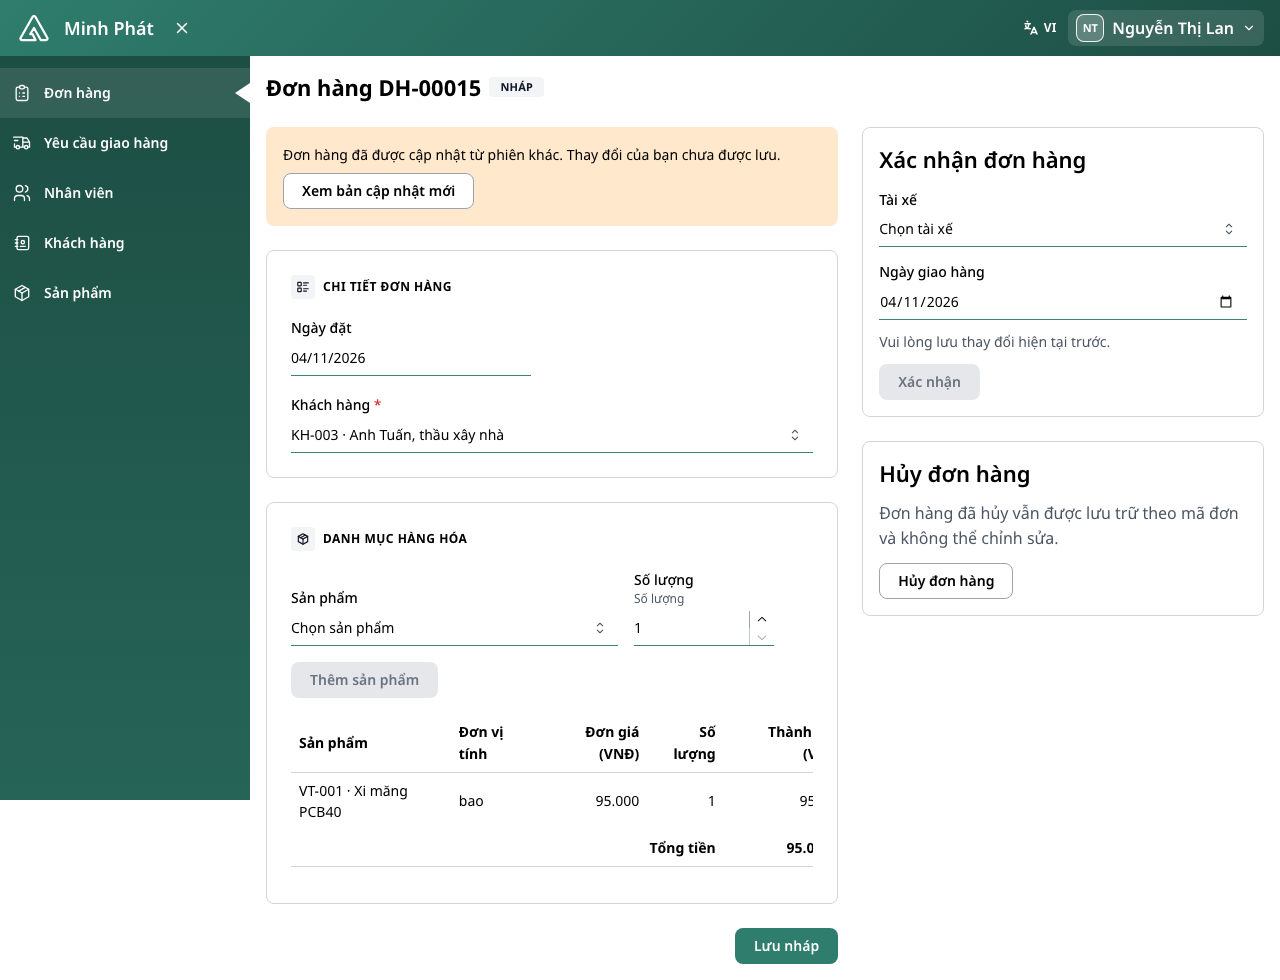 Minh Phát
VI
NT
Nguyễn Thị Lan
Đơn hàng
Yêu cầu giao hàng
Nhân viên
Khách hàng
Sản phẩm
Đơn hàng DH-00015
NHÁP
Đơn hàng đã được cập nhật từ phiên khác. Thay đổi của bạn chưa được lưu.
Xem bản cập nhật mới
CHI TIẾT ĐƠN HÀNG
Ngày đặt
04/11/2026
Khách hàng *
KH-003 · Anh Tuấn, thầu xây nhà
DANH MỤC HÀNG HÓA
Sản phẩm
Chọn sản phẩm
Số lượng
Số lượng
1
Thêm sản phẩm
Sản phẩm
Đơn vị
tính
Đơn giá
(VNĐ)
Số
lượng
Thành
(V
VT-001 · Xi măng
PCB40
bao
95.000
1
95
Tổng tiền
95.0
Lưu nháp
Xác nhận đơn hàng
Tài xế
Chọn tài xế
Ngày giao hàng
04/11/2026
Vui lòng lưu thay đổi hiện tại trước.
Xác nhận
Hủy đơn hàng
Đơn hàng đã hủy vẫn được lưu trữ theo mã đơn
và không thể chỉnh sửa.
Hủy đơn hàng